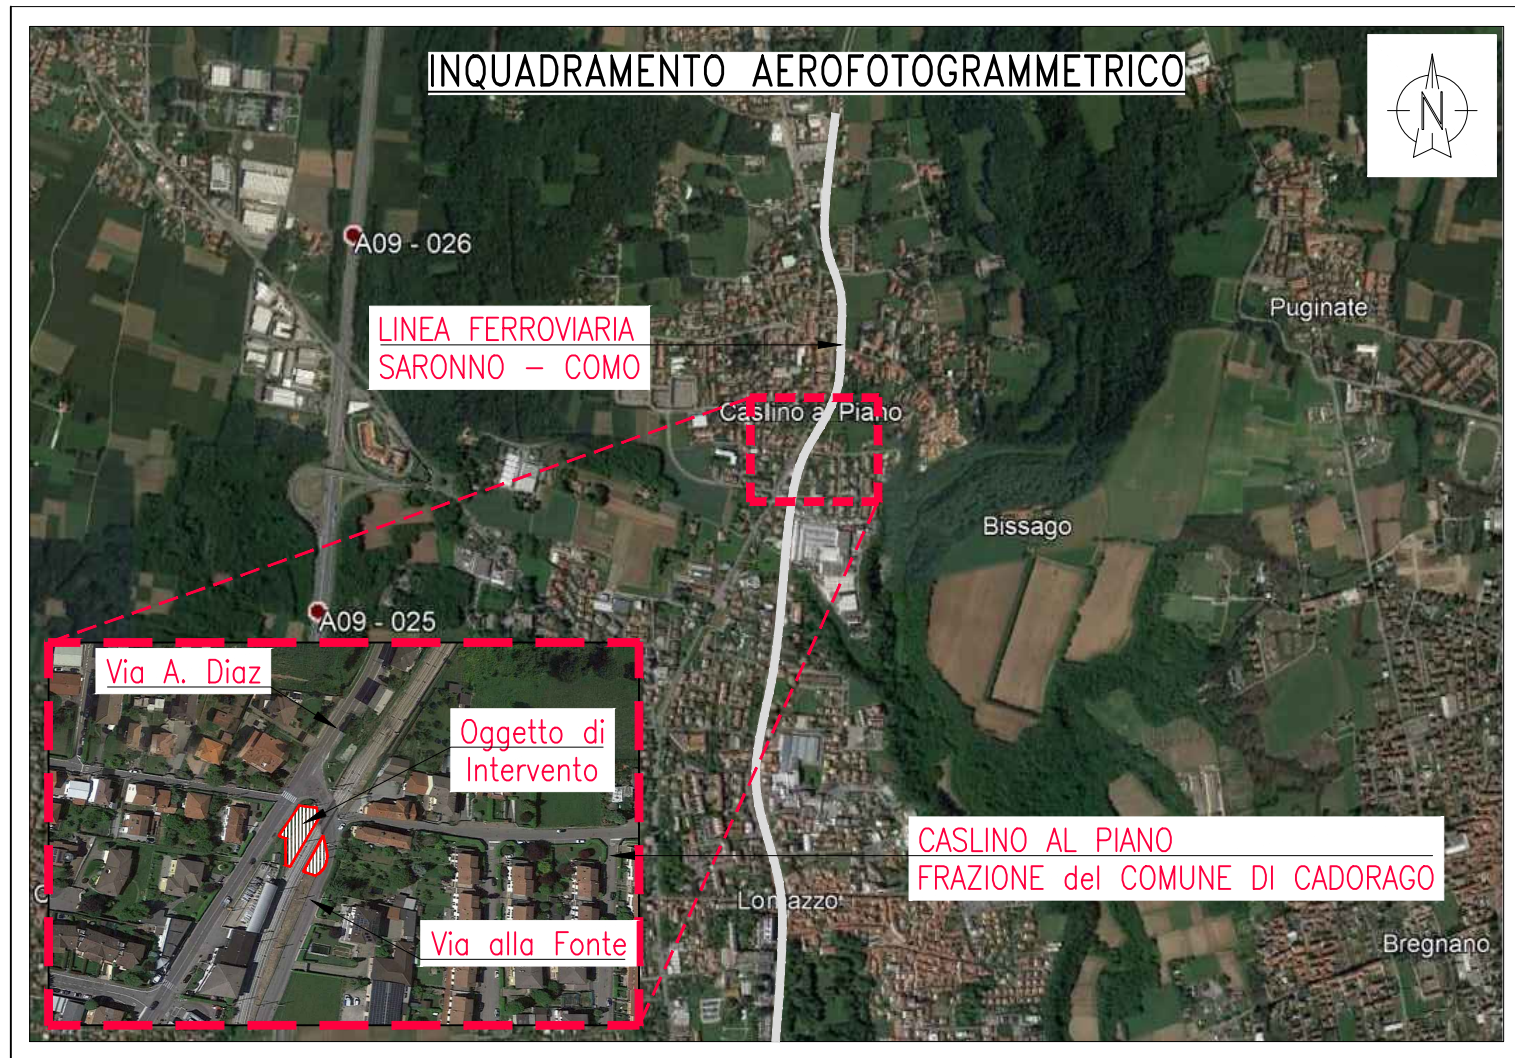 INQUADRAMENTO AEROFOTOGRAMMETRICO
N
A09 - 026
Puginate
LINEA FERROVIARIA
SARONNO - COMO
Caslino al Piano
Bissago
A09 - 025
Via A. Diaz
Oggetto di
Intervento
CASLINO AL PIANO
FRAZIONE del COMUNE DI CADORAGO
Lomazzo
Via alla Fonte
Bregnano